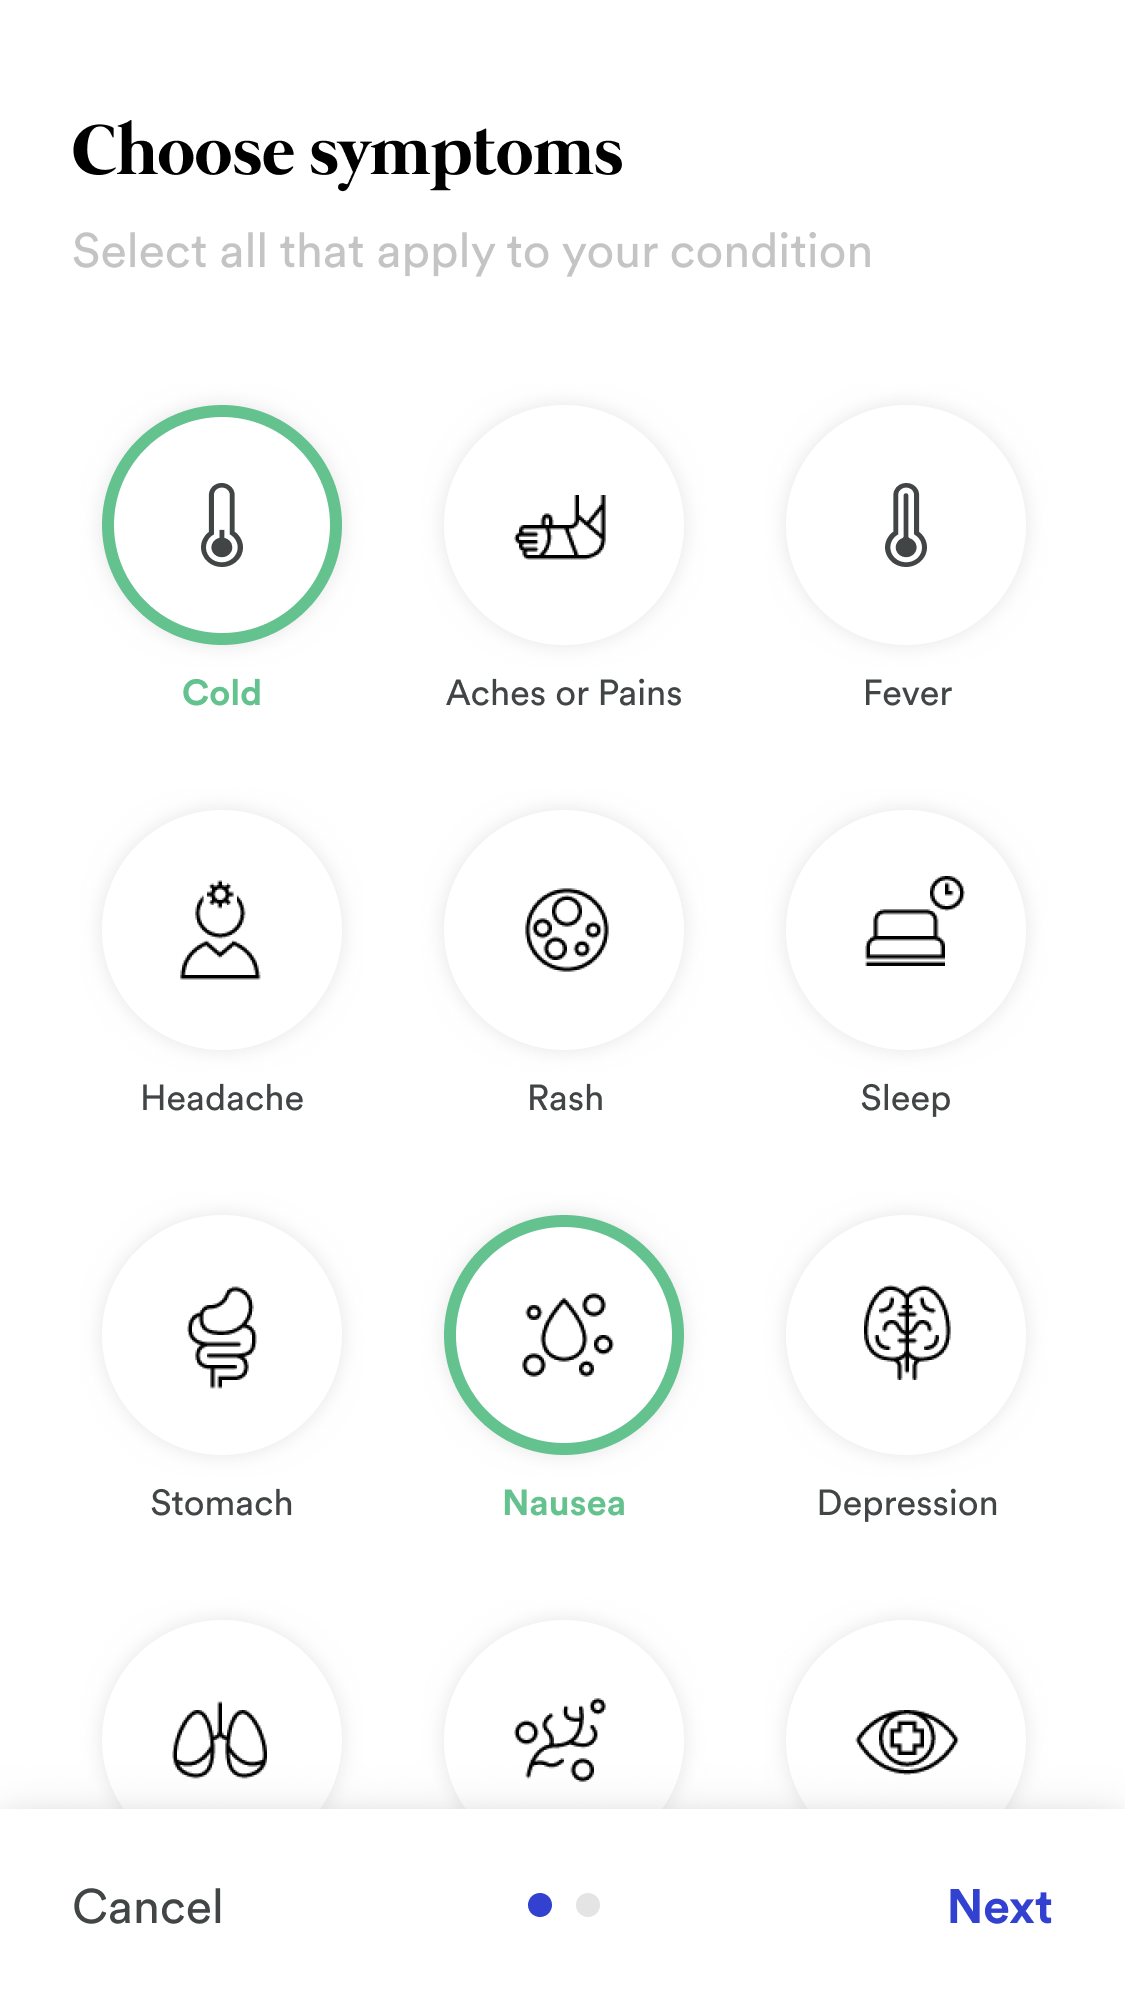 Choose symptoms
Select all that apply to your condition
Cold
Aches or Pains
Fever
Headache
Rash
Sleep
Stomach
Nausea
Depression
Cancel
Next